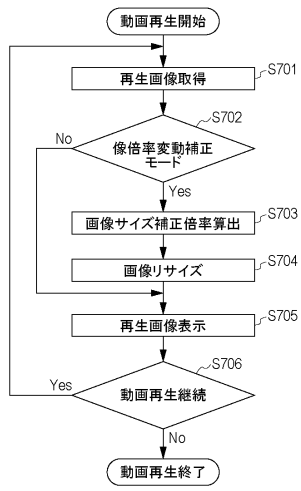 動画再生開始
S701
再生画像取得
S702
像倍率変動補正
モード
No
Yes
S703
画像サイズ補正倍率算出
S704
画像リサイズ
S705
再生画像表示
S706
Yes
動画再生継続
No
動画再生終了